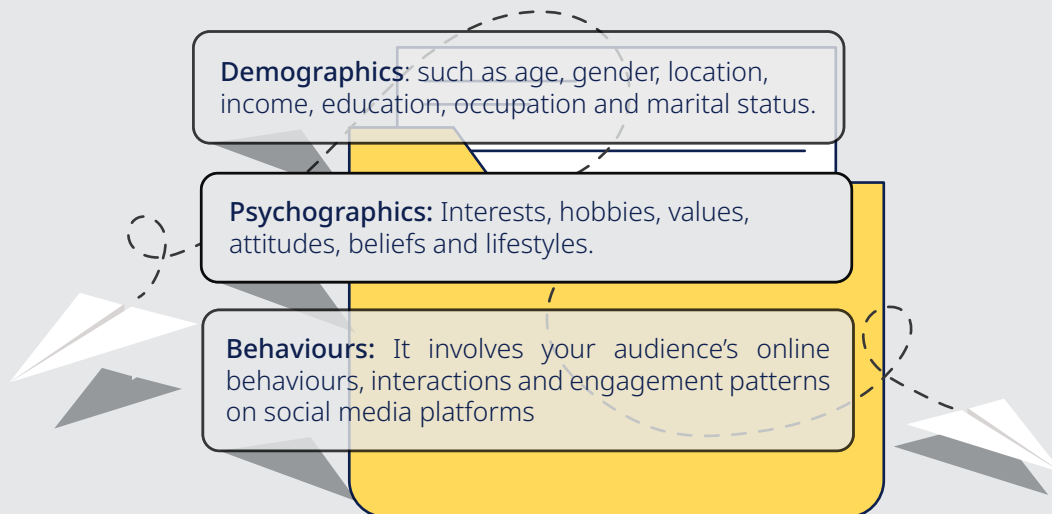 Demographics: such as age, gender, location,
income, education, occupation and marital status.
Psychographics: Interests, hobbies, values,
attitudes, beliefs and lifestyles.
Behaviours: It involves your audience’s online
behaviours, interactions and engagement patterns
on social media platforms